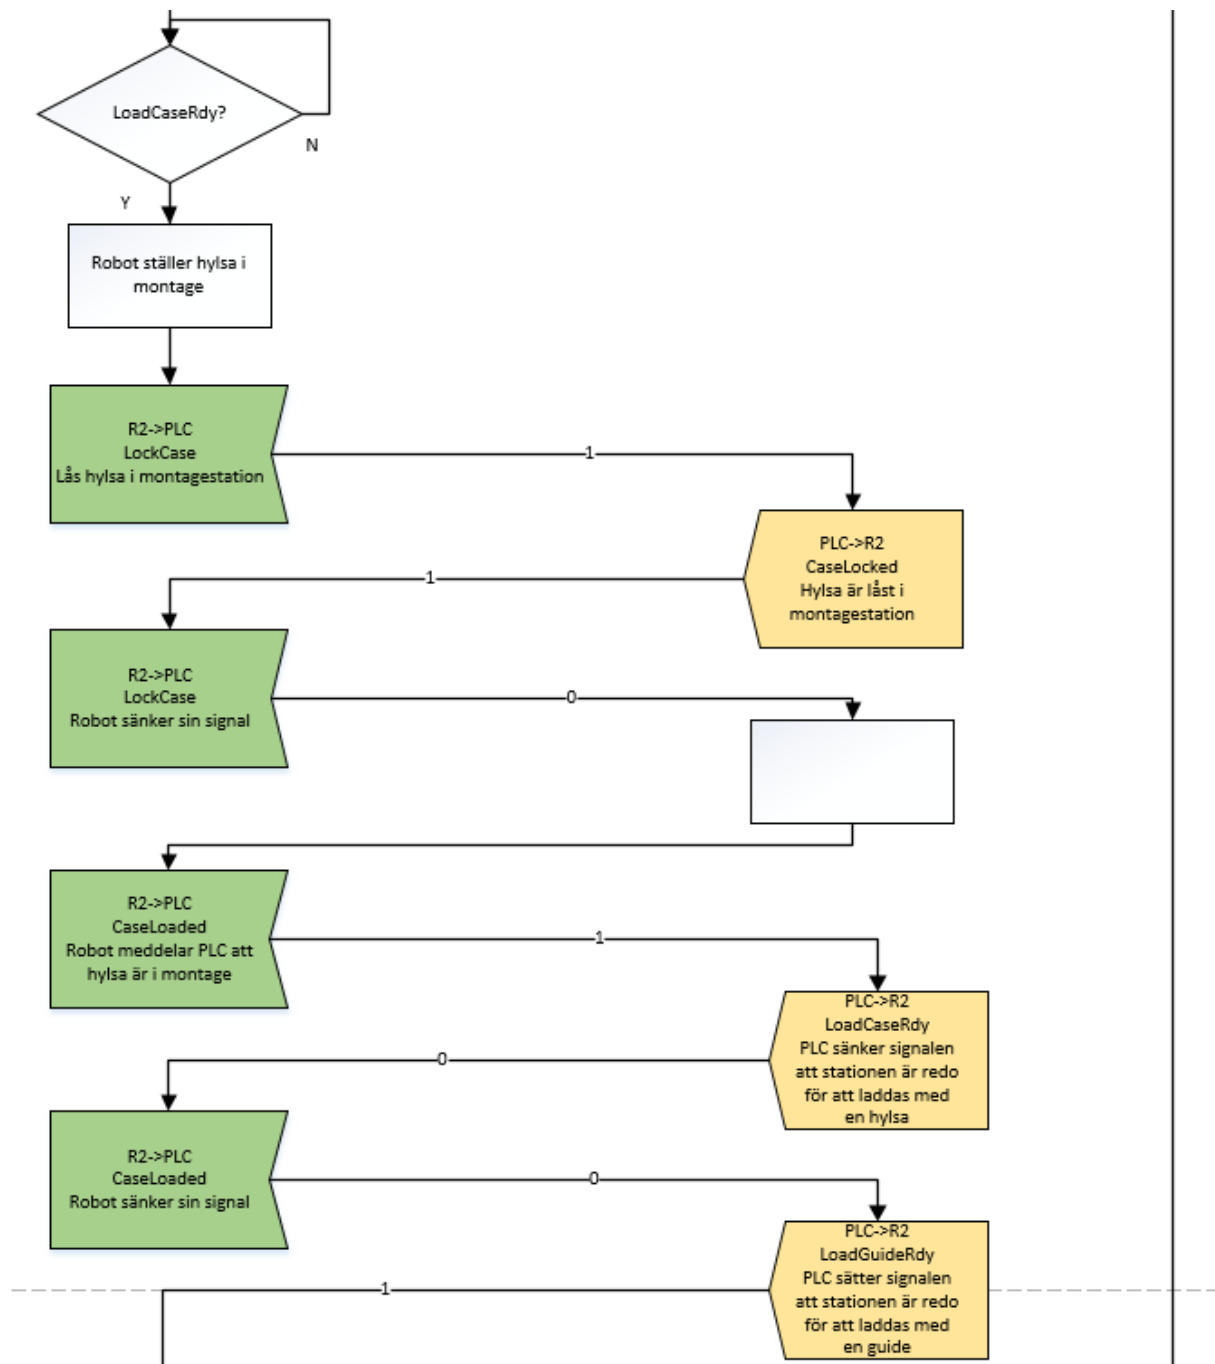 LoadCaseRdy?
N
Y
Robot ställer hylsa i
montage
R2->PLC
LockCase
Lås hylsa i montagestation
1
PLC->R2
CaseLocked
Hylsa är låst i
montagestation
1
R2->PLC
LockCase
Robot sänker sin signal
0
R2->PLC
CaseLoaded
Robot meddelar PLC att
hylsa är i montage
1
PLC->R2
LoadCaseRdy
PLC sänker signalen
att stationen är redo
för att laddas med
en hylsa
0
R2->PLC
CaseLoaded
Robot sänker sin signal
0
PLC->R2
LoadGuideRdy
PLC sätter signalen
att stationen är redo
för att laddas med
en guide
1